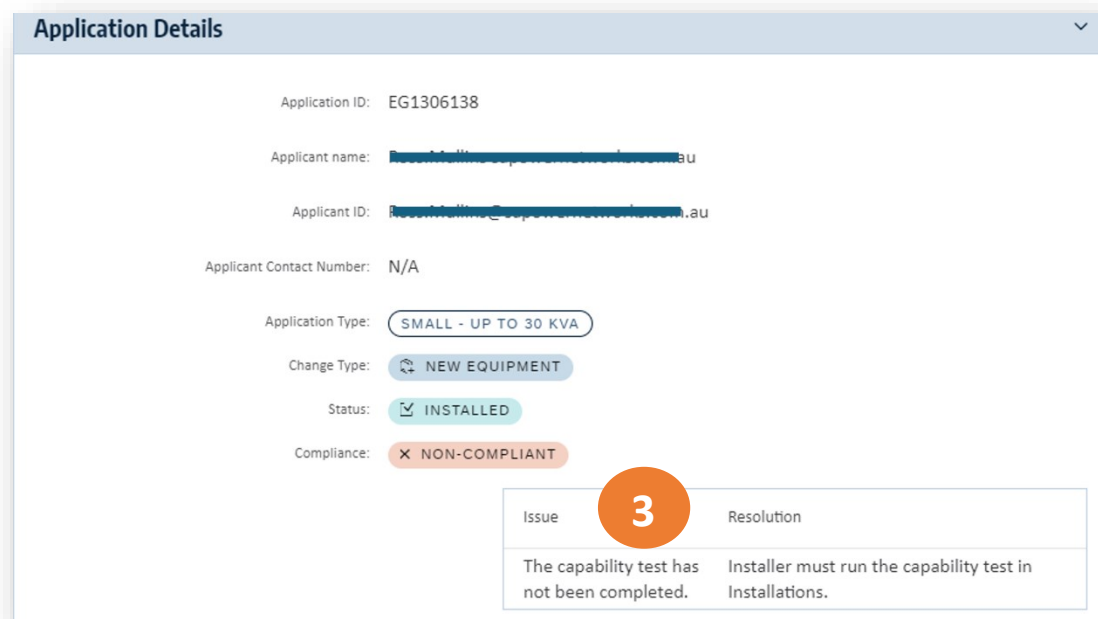 Application Details
Application ID: EG1306138
Applicant name: au
Applicant ID: .au
Applicant Contact Number: N/A
Application Type: SMALL - UP TO 30 KVA
Change Type: NEW EQUIPMENT
Status: INSTALLED
Compliance: NON-COMPLIANT
Issue 3 Resolution
The capability test has Installer must run the capability test in
not been completed. Installations.